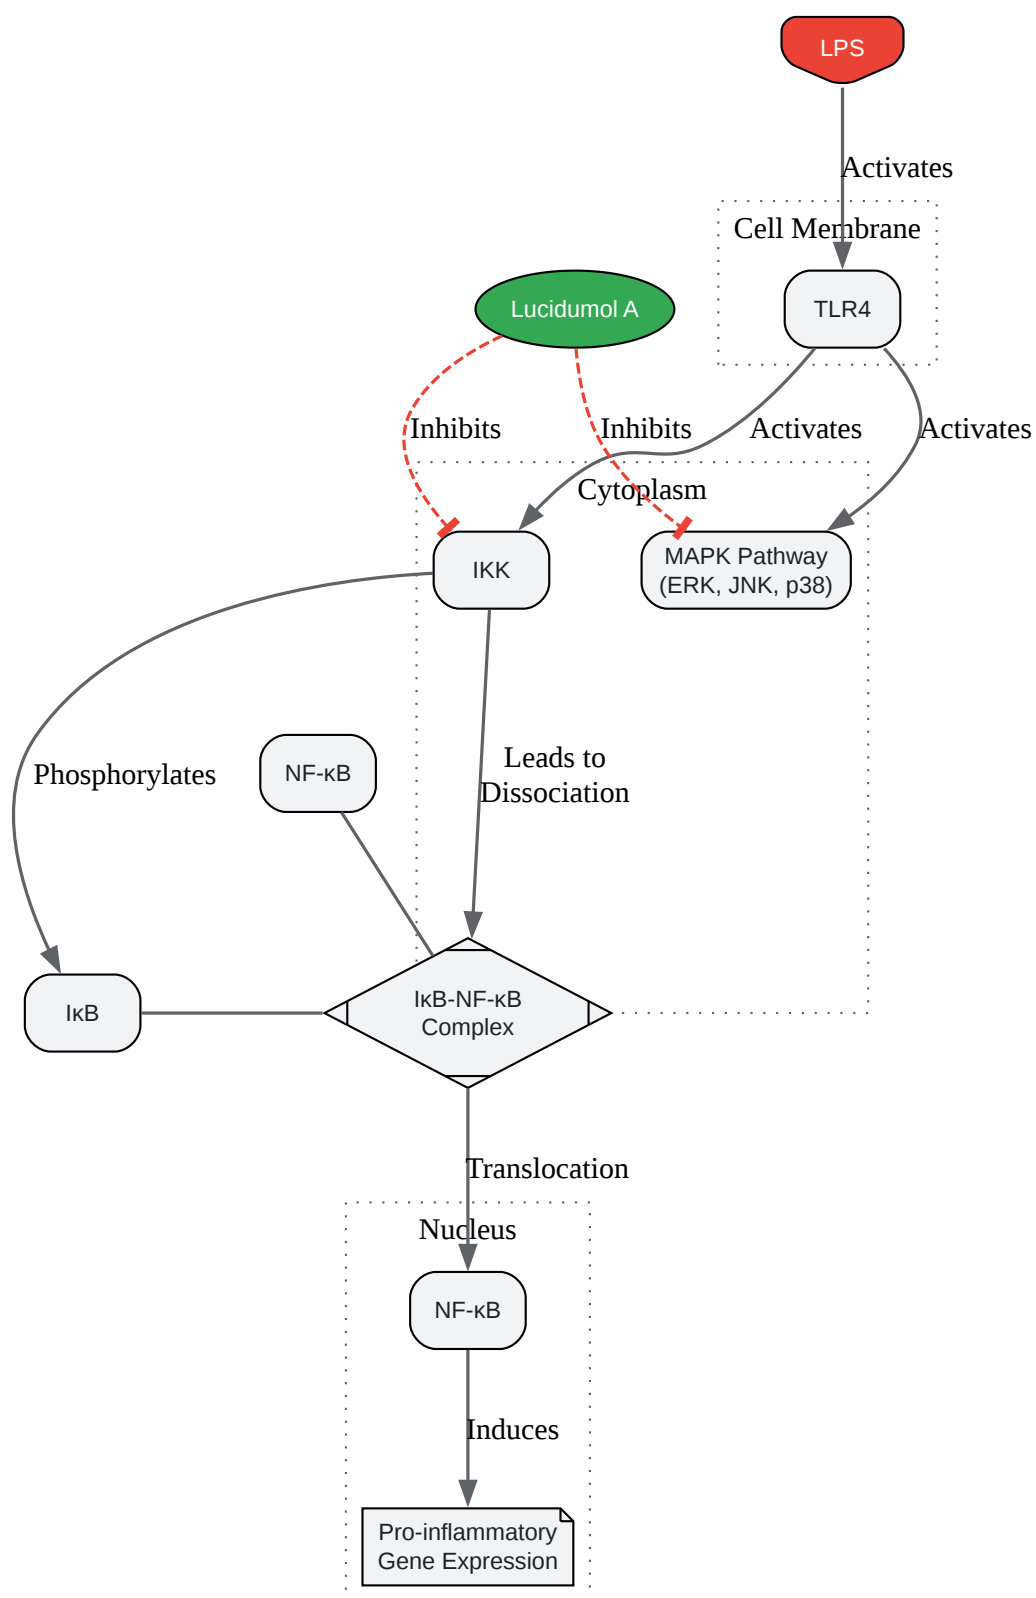 LPS
Activates
Cell Membrane
TLR4
Lucidumol A
Inhibits
Inhibits
Activates
Activates
Cytoplasm
IKK
MAPK Pathway
(ERK, JNK, p38)
Phosphorylates
NF-κB
Leads to
Dissociation
IκB
IκB-NF-κB
Complex
Translocation
Nucleus
NF-κB
Induces
Pro-inflammatory
Gene Expression